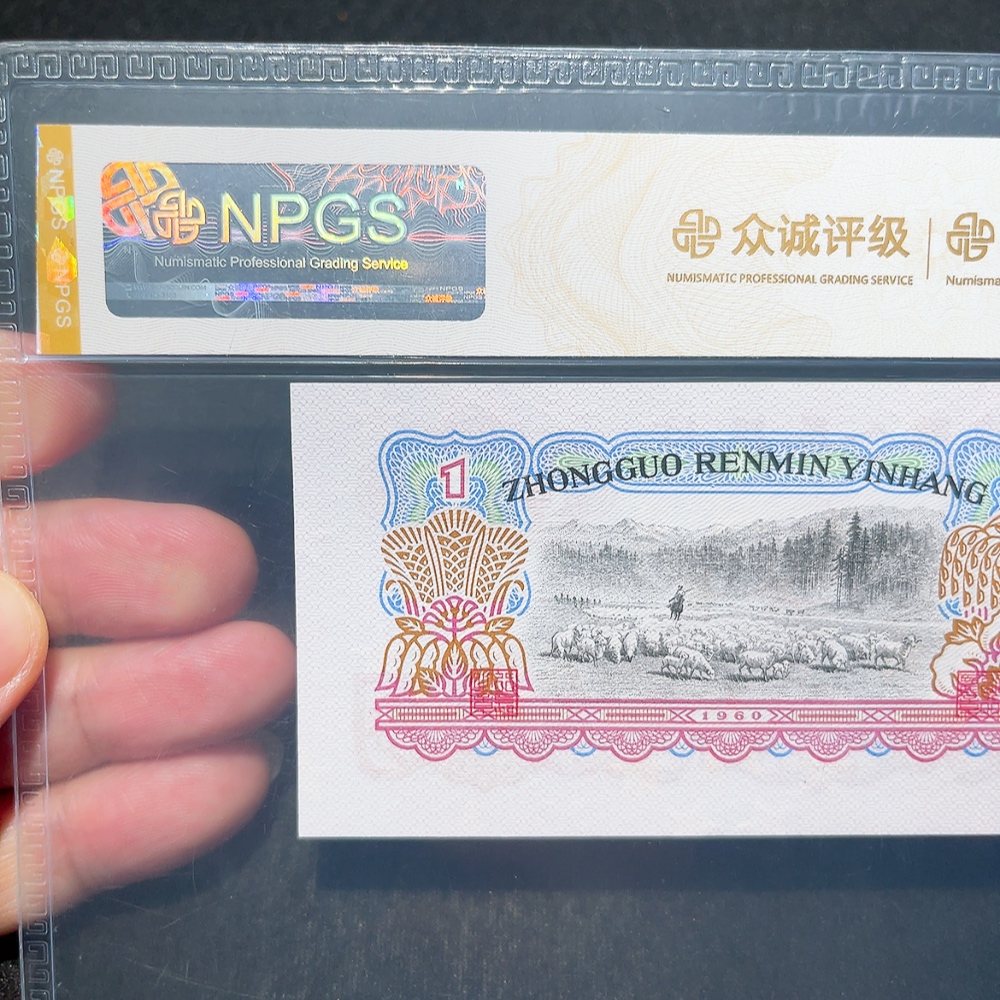 NPGS
NPGS
NPGS
Numismatic Professional Grading Service
众诚评级
NUMISMATIC PROFESSIONAL GRADING SERVICE
Numisma
1
ZHONGGUO RENMIN YINHANG
1960